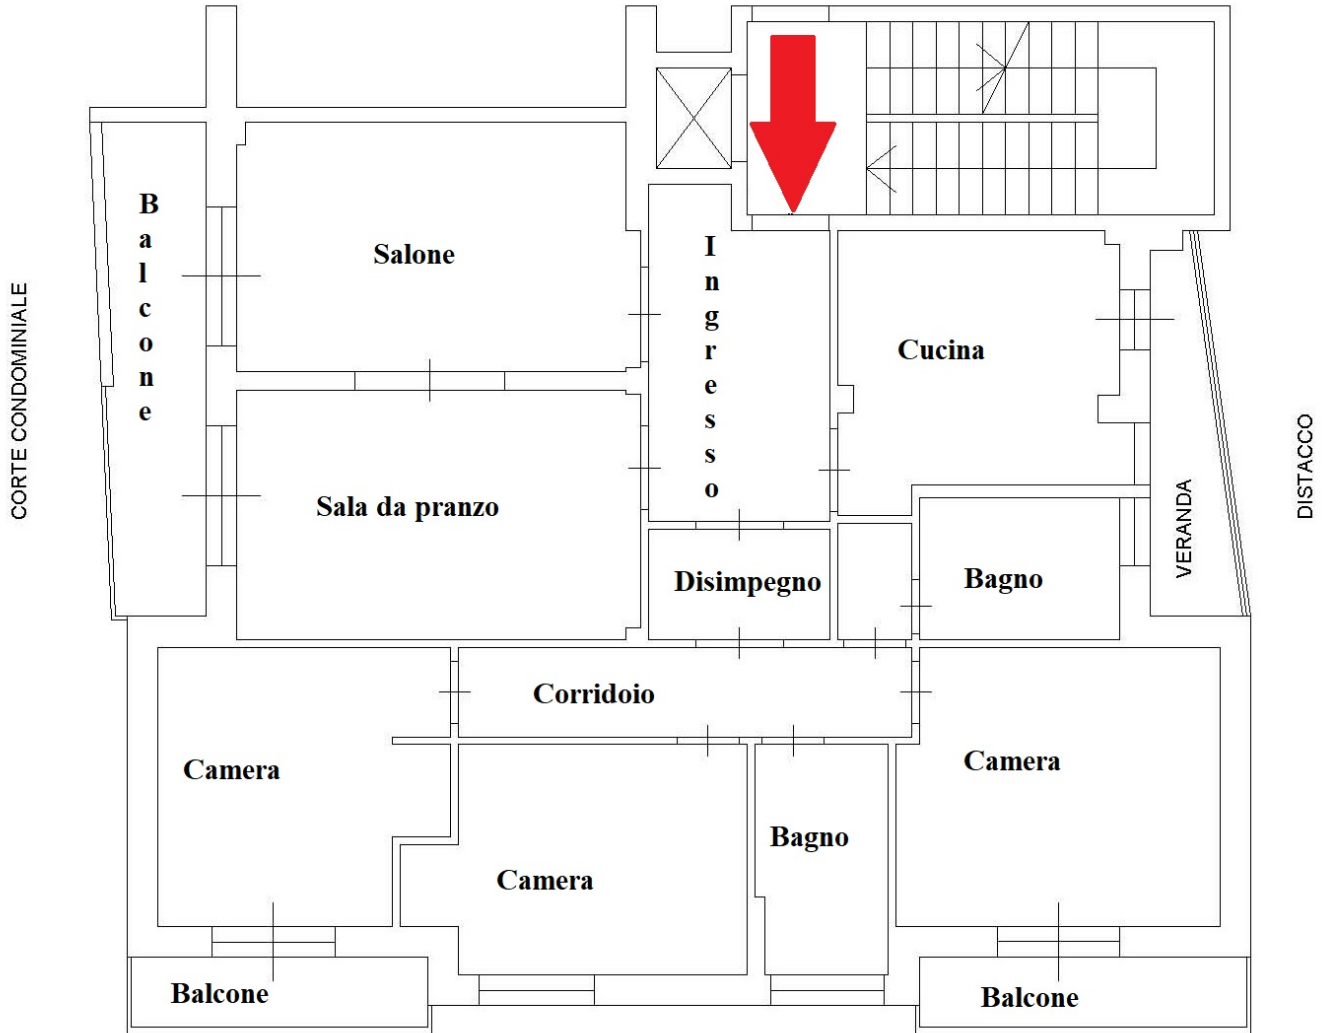 Balcone
Salone
Ingresso
CORTE CONDOMINIALE
Cucina
Sala da pranzo
DISTACCO
VERANDA
Disimpegno
Bagno
Corridoio
Camera
Camera
Bagno
Camera
Balcone
Balcone